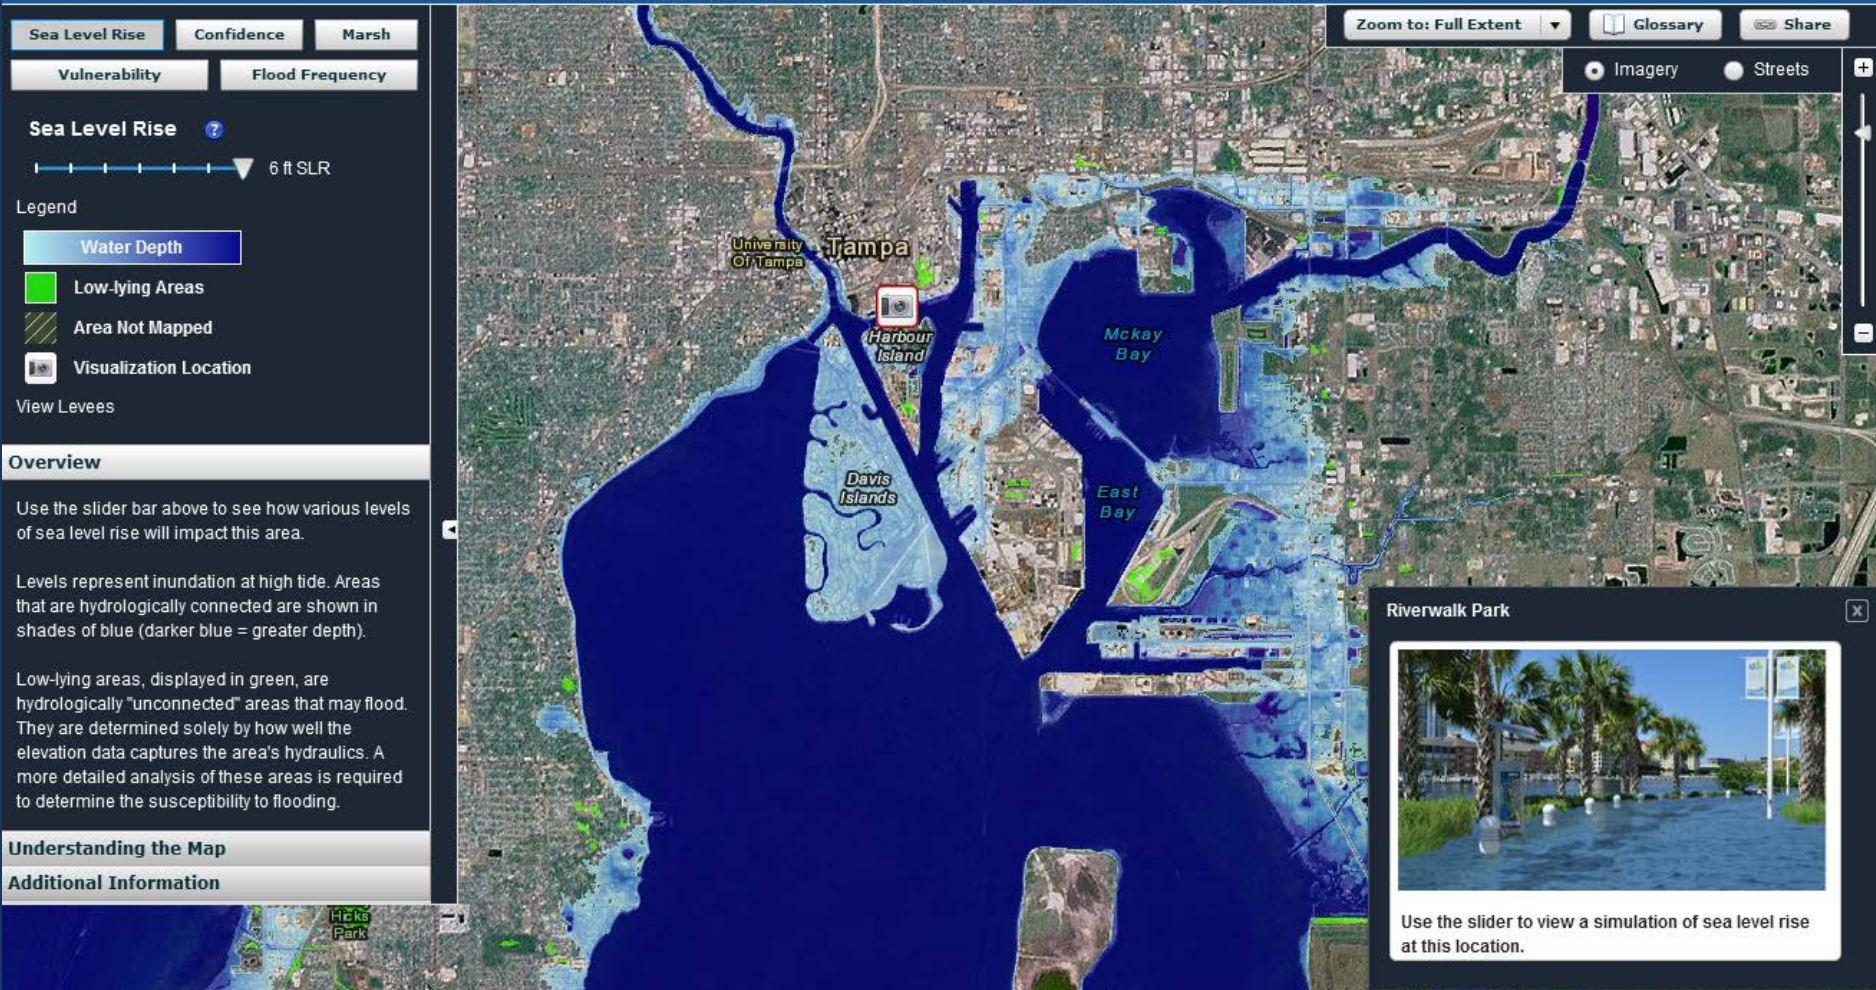 Sea Level Rise
Confidence
Marsh
Vulnerability
Flood Frequency
Sea Level Rise ?
6 ft SLR
Legend
Water Depth
Low-lying Areas
Area Not Mapped
Visualization Location
View Levees
Overview
Use the slider bar above to see how various levels
of sea level rise will impact this area.
Levels represent inundation at high tide. Areas
that are hydrologically connected are shown in
shades of blue (darker blue = greater depth).
Low-lying areas, displayed in green, are
hydrologically "unconnected" areas that may flood.
They are determined solely by how well the
elevation data captures the area's hydraulics. A
more detailed analysis of these areas is required
to determine the susceptibility to flooding.
Understanding the Map
Additional Information
Hicks
Park
University
Of Tampa
Tampa
Harbour
Island
Davis
Islands
Mckay
Bay
East
Bay
Zoom to: Full Extent
Glossary
Share
Imagery
Streets
Riverwalk Park
Use the slider to view a simulation of sea level rise
at this location.